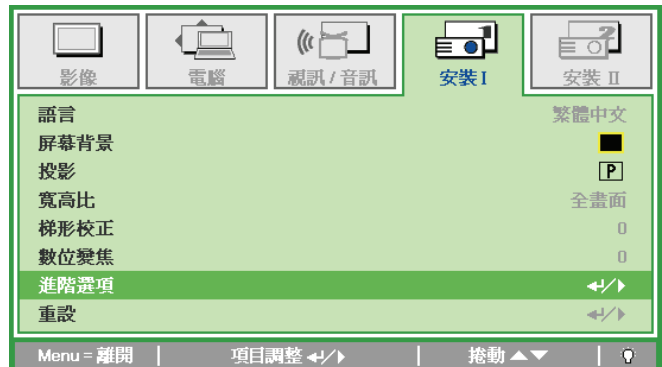 影像 電腦 視訊 / 音訊 安裝 I 安裝 II
語言 繁體中文
屏幕背景
投影 P
寬高比 全畫面
梯形校正 0
數位變焦 0
進階選項
重設
Menu = 離開 項目調整 捲動